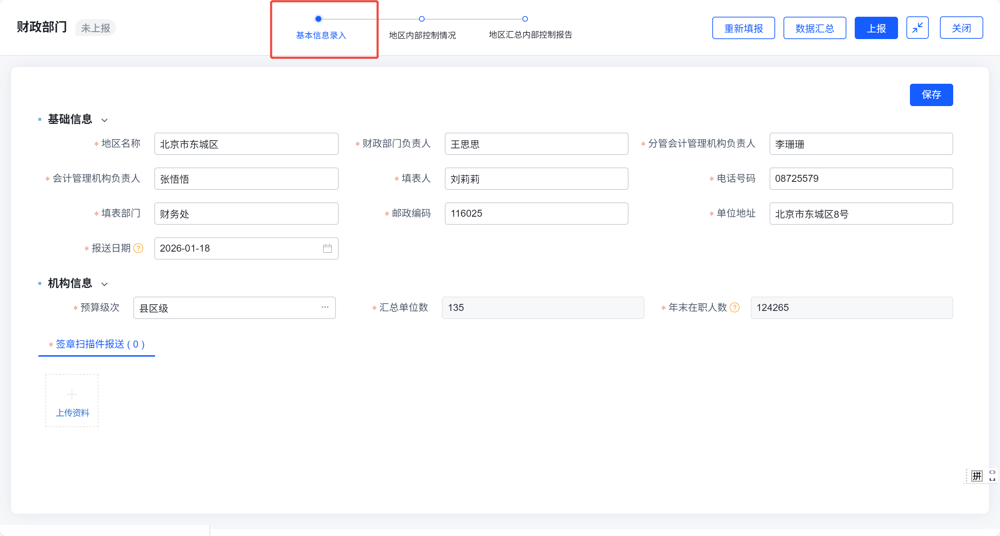 财政部门 未上报
基本信息录入 地区内部控制情况 地区汇总内部控制报告
重新填报 数据汇总 上报 关闭
保存
基础信息
* 地区名称 北京市东城区 * 财政部门负责人 王思思 * 分管会计管理机构负责人 李珊珊
* 会计管理机构负责人 张悟悟 * 填表人 刘莉莉 * 电话号码 08725579
* 填表部门 财务处 * 邮政编码 116025 * 单位地址 北京市东城区8号
* 报送日期 ? 2026-01-18
机构信息
* 预算级次 县区级 ··· * 汇总单位数 135 * 年末在职人数 ? 124265
* 签章扫描件报送 ( 0 )
上传资料
拼